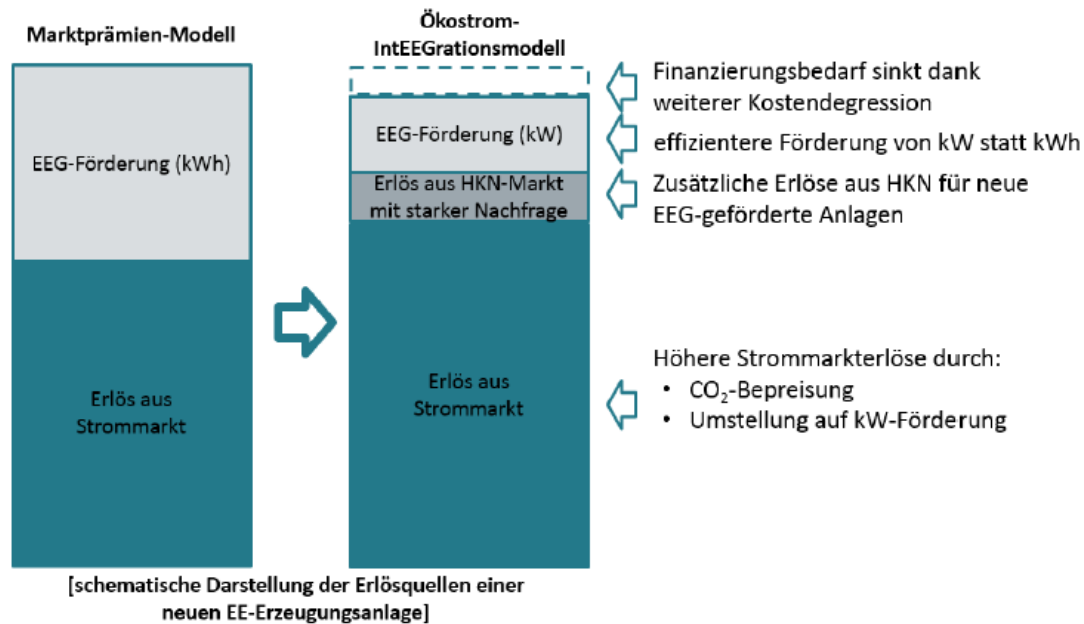 Marktprämien-Modell
Ökostrom-
IntEEGrationsmodell
EEG-Förderung (kWh)
Erlös aus
Strommarkt
EEG-Förderung (kW)
Erlös aus HKN-Markt
mit starker Nachfrage
Erlös aus
Strommarkt
Finanzierungsbedarf sinkt dank
weiterer Kostendegression
effizientere Förderung von kW statt kWh
Zusätzliche Erlöse aus HKN für neue
EEG-geförderte Anlagen
Höhere Strommarkterlöse durch:
• CO₂-Bepreisung
• Umstellung auf kW-Förderung
[schematische Darstellung der Erlösquellen einer
neuen EE-Erzeugungsanlage]